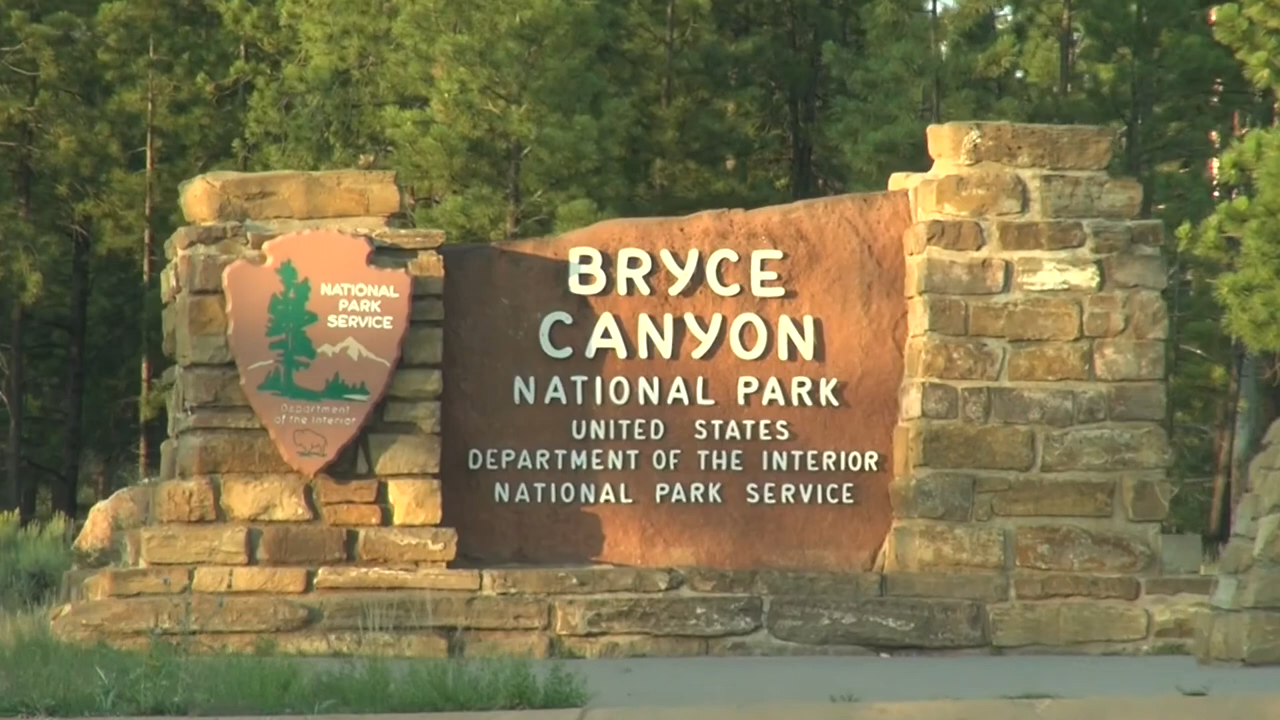 NATIONAL
PARK
SERVICE
Department
of the Interior
BRYCE
CANYON
NATIONAL PARK
UNITED STATES
DEPARTMENT OF THE INTERIOR
NATIONAL PARK SERVICE